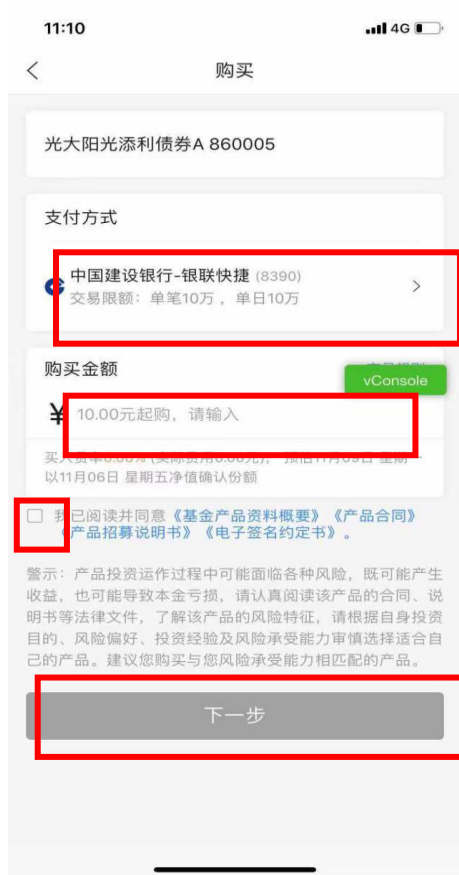 11:10
4G
购买
光大阳光添利债券A 860005
支付方式
中国建设银行-银联快捷 (8390)
交易限额：单笔10万，单日10万
购买金额
vConsole
¥ 10.00元起购，请输入
以11月06日 星期五净值确认份额
我已阅读并同意《基金产品资料概要》《产品合同》
《产品招募说明书》《电子签名约定书》。
警示：产品投资运作过程中可能面临各种风险，既可能产生
收益，也可能导致本金亏损，请认真阅读该产品的合同、说
明书等法律文件，了解该产品的风险特征，请根据自身投资
目的、风险偏好、投资经验及风险承受能力审慎选择适合自
己的产品。建议您购买与您风险承受能力相匹配的产品。
下一步